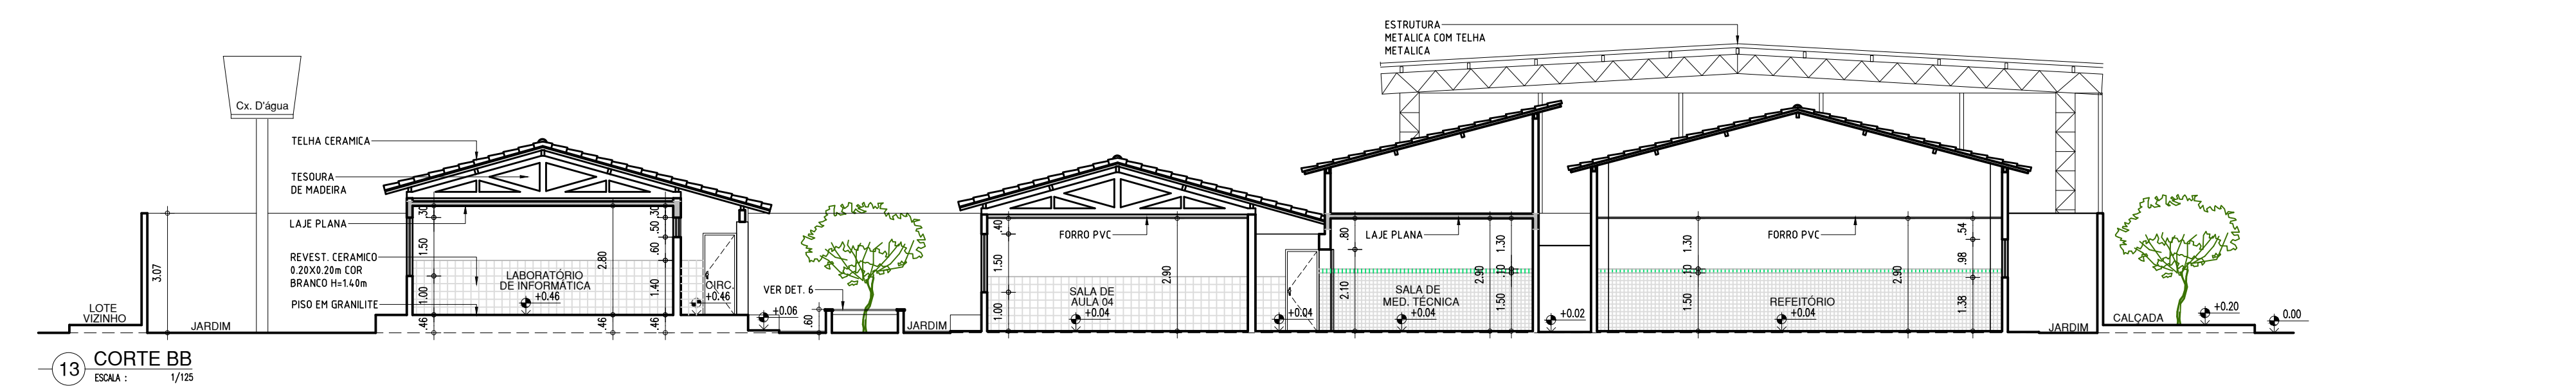 ESTRUTURA
METALICA COM TELHA
METALICA
Cx. D'água
TELHA CERAMICA
TESOURA
DE MADEIRA
LAJE PLANA
REVEST. CERAMICO
0.20X0.20m COR
BRANCO H=1.40m
PISO EM GRANILITE
3.07
LOTE
VIZINHO
JARDIM
.30
1.50
1.00
.46
LABORATÓRIO
DE INFORMÁTICA
+0.46
2.80
.46
.30
.50
.60
1.40
.46
CIRC.
+0.46
VER DET. 6
+0.06
.60
JARDIM
.40
1.50
1.00
FORRO PVC
SALA DE
AULA 04
+0.04
2.90
+0.04
LAJE PLANA
.80
2.10
SALA DE
MED. TÉCNICA
+0.04
2.90
1.30
.10
1.50
+0.02
FORRO PVC
1.30
.10
1.50
REFEITÓRIO
+0.04
2.90
.54
.98
1.38
JARDIM
CALÇADA
+0.20
0.00
13
CORTE BB
ESCALA : 1/125